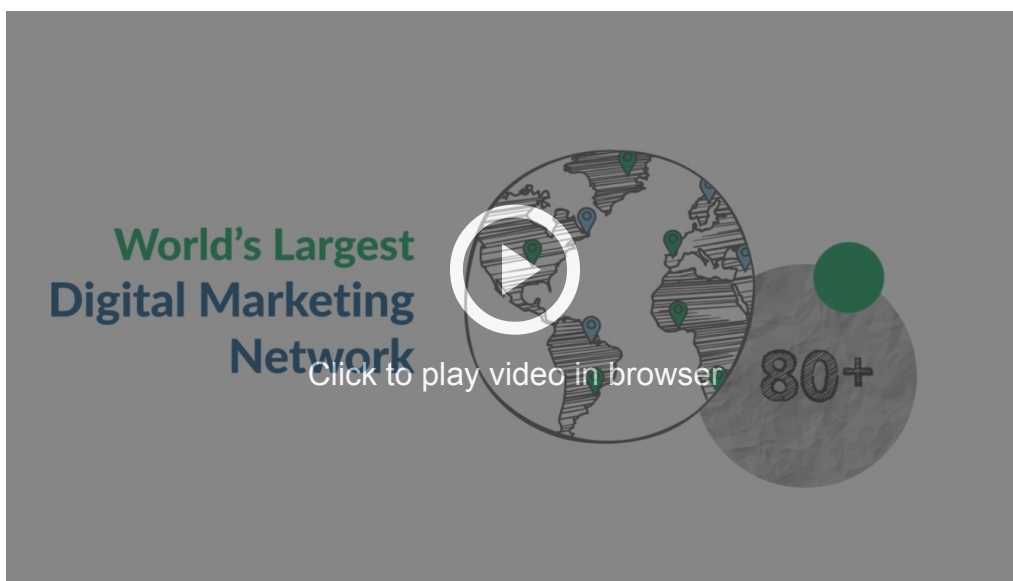 World's Largest
Digital Marketing
Network
Click to play video in browser
80+